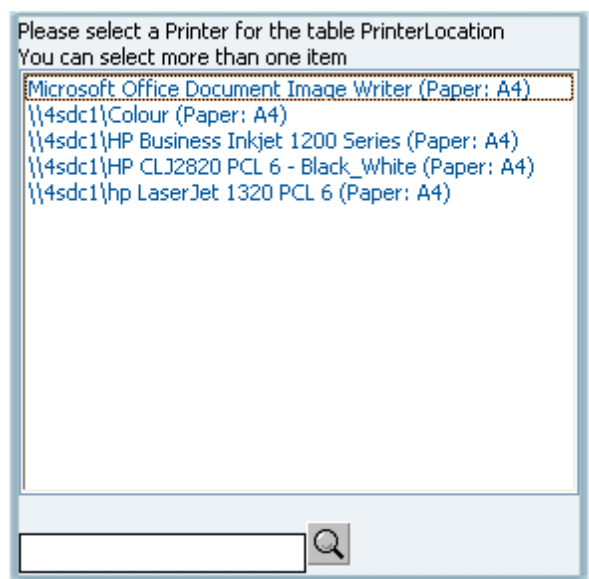 Please select a Printer for the table PrinterLocation
You can select more than one item
Microsoft Office Document Image Writer (Paper: A4)
\\4sdc1\Colour (Paper: A4)
\\4sdc1\HP Business Inkjet 1200 Series (Paper: A4)
\\4sdc1\HP CLJ2820 PCL 6 - Black_White (Paper: A4)
\\4sdc1\hp LaserJet 1320 PCL 6 (Paper: A4)